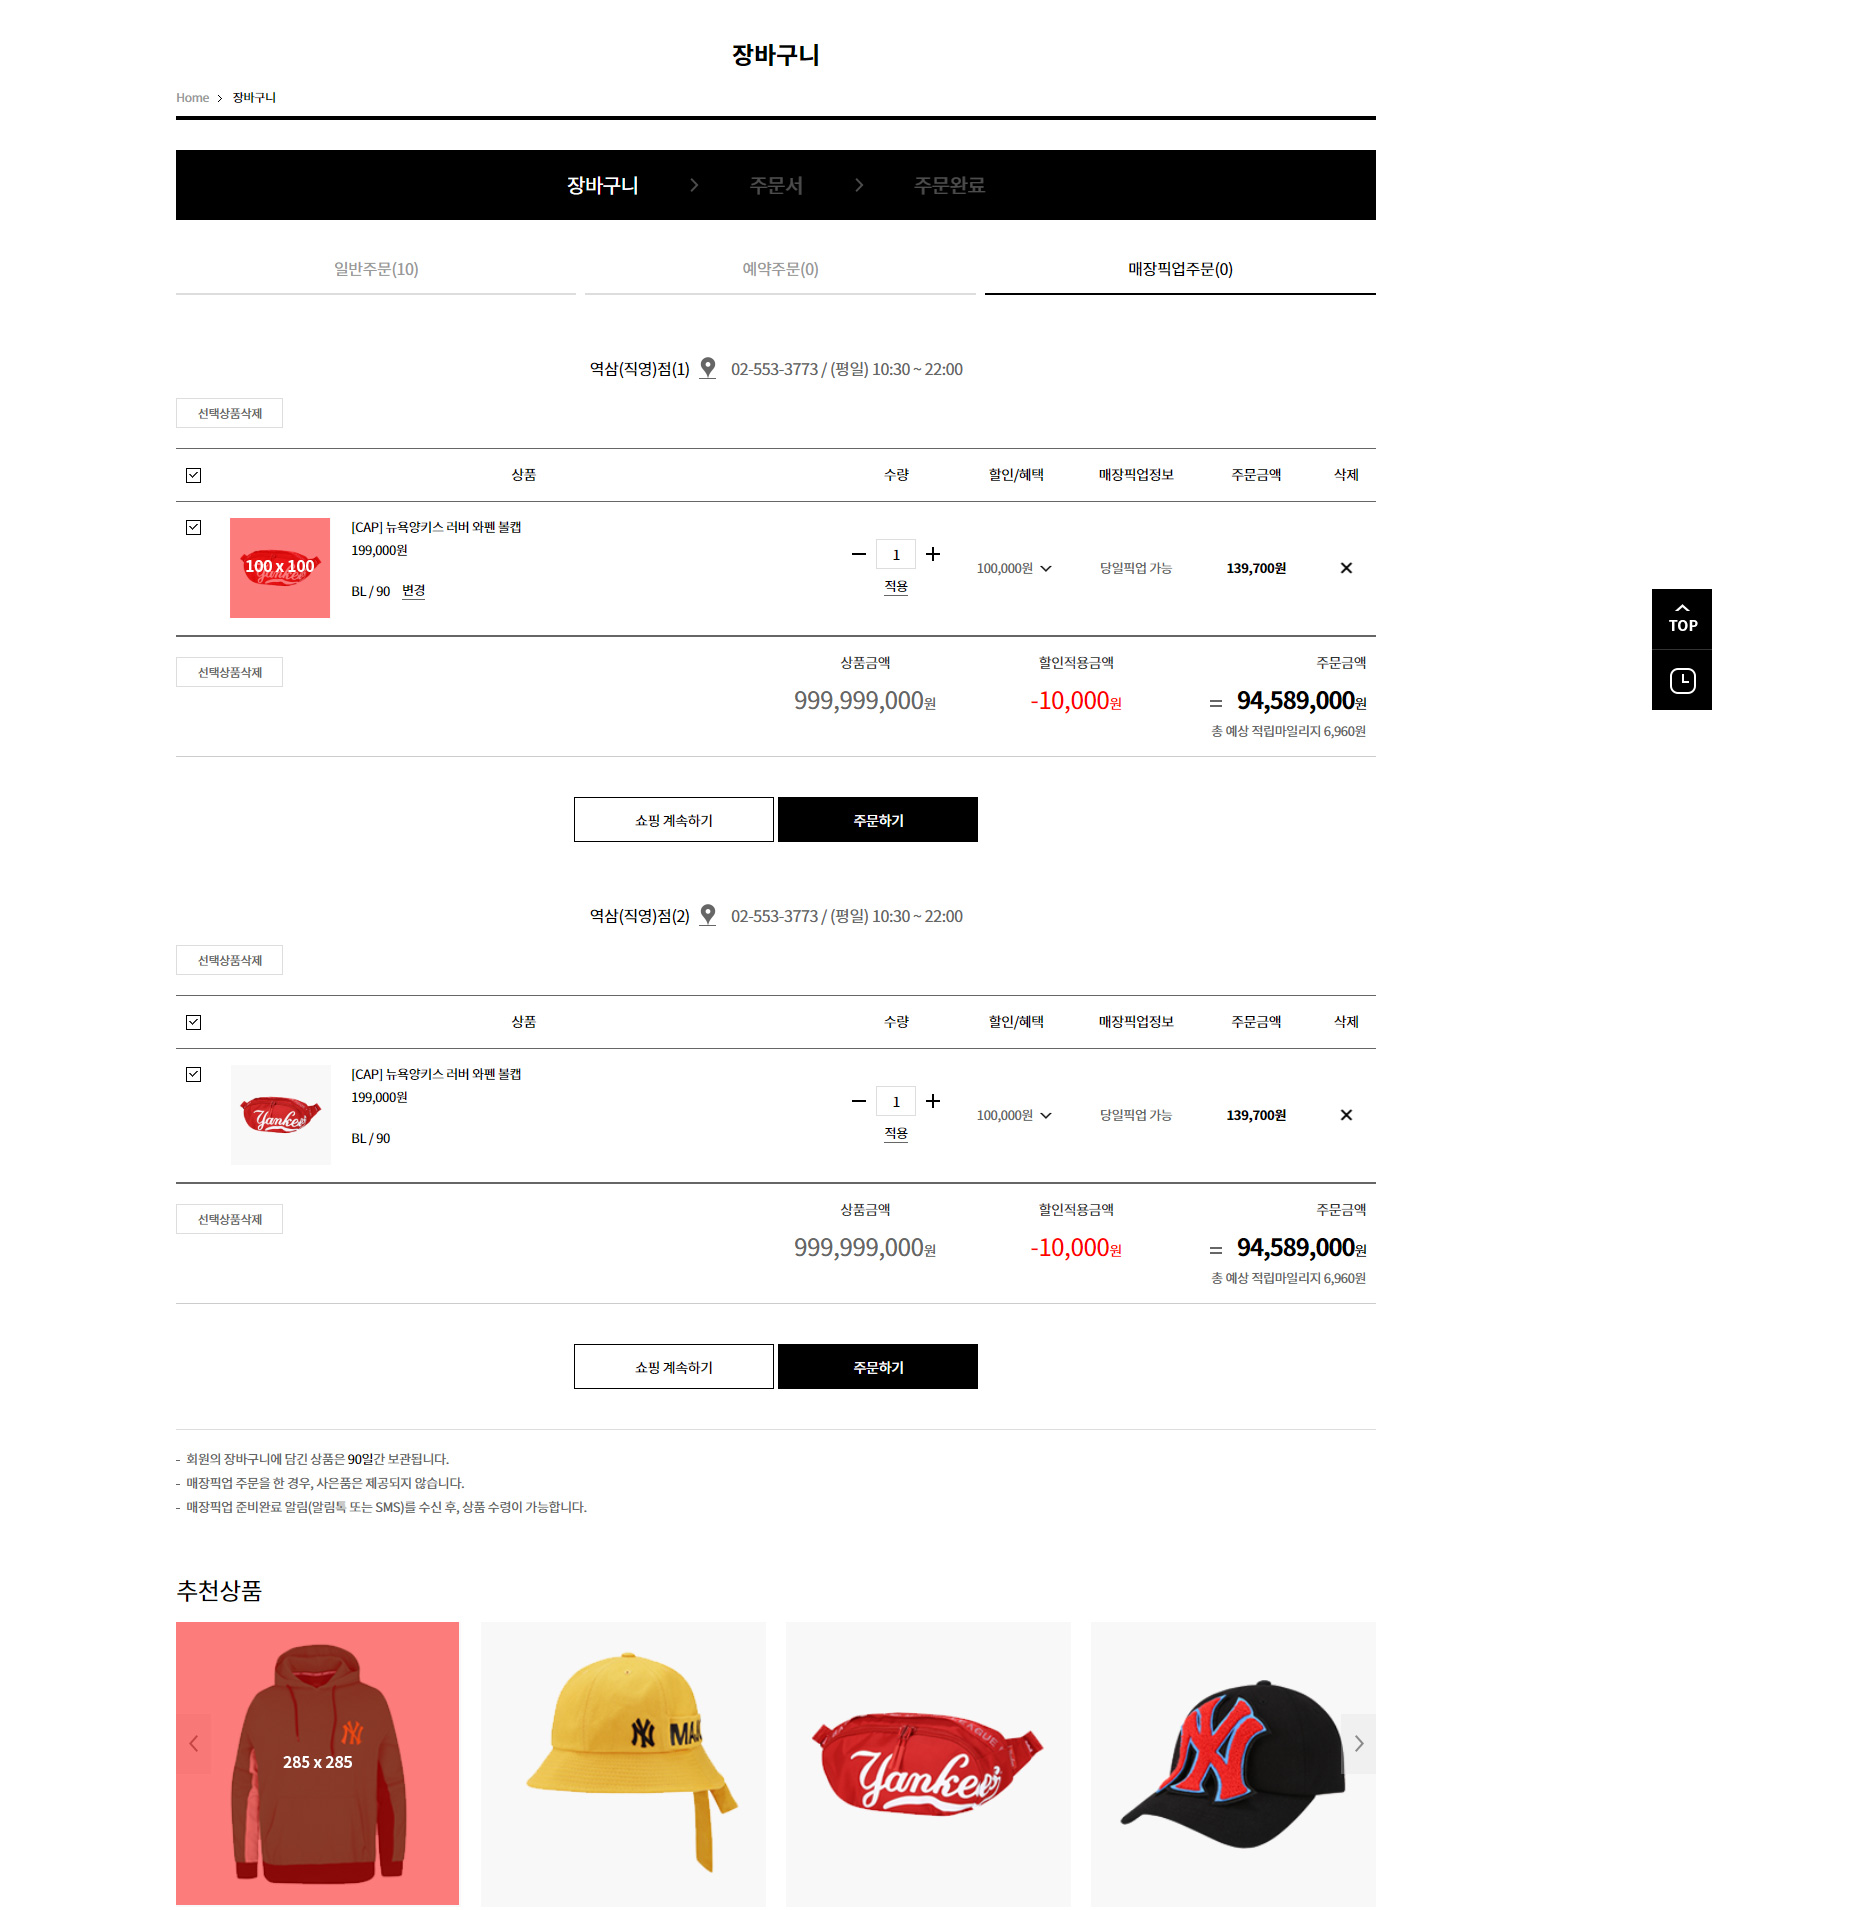 장바구니
Home > 장바구니
장바구니 > 주문서 > 주문완료
일반주문(10) 예약주문(0) 매장픽업주문(0)
역삼(직영)점(1) 02-553-3773 / (평일) 10:30 ~ 22:00
선택상품삭제
상품 수량 할인/혜택 매장픽업정보 주문금액 삭제
[CAP] 뉴욕양키스 러버 와펜 볼캡
199,000원
100 x 100
BL / 90 변경
1
적용
100,000원 당일픽업 가능 139,700원
선택상품삭제
상품금액 할인적용금액 주문금액
999,999,000원 -10,000원 = 94,589,000원
총 예상 적립마일리지 6,960원
쇼핑 계속하기 주문하기
역삼(직영)점(2) 02-553-3773 / (평일) 10:30 ~ 22:00
선택상품삭제
상품 수량 할인/혜택 매장픽업정보 주문금액 삭제
[CAP] 뉴욕양키스 러버 와펜 볼캡
199,000원
Yankees
BL / 90
1
적용
100,000원 당일픽업 가능 139,700원
선택상품삭제
상품금액 할인적용금액 주문금액
999,999,000원 -10,000원 = 94,589,000원
총 예상 적립마일리지 6,960원
쇼핑 계속하기 주문하기
- 회원의 장바구니에 담긴 상품은 90일간 보관됩니다.
- 매장픽업 주문을 한 경우, 사은품은 제공되지 않습니다.
- 매장픽업 준비완료 알림(알림톡 또는 SMS)를 수신 후, 상품 수령이 가능합니다.
추천상품
NY
285 x 285
NY
Yankees
NY
TOP